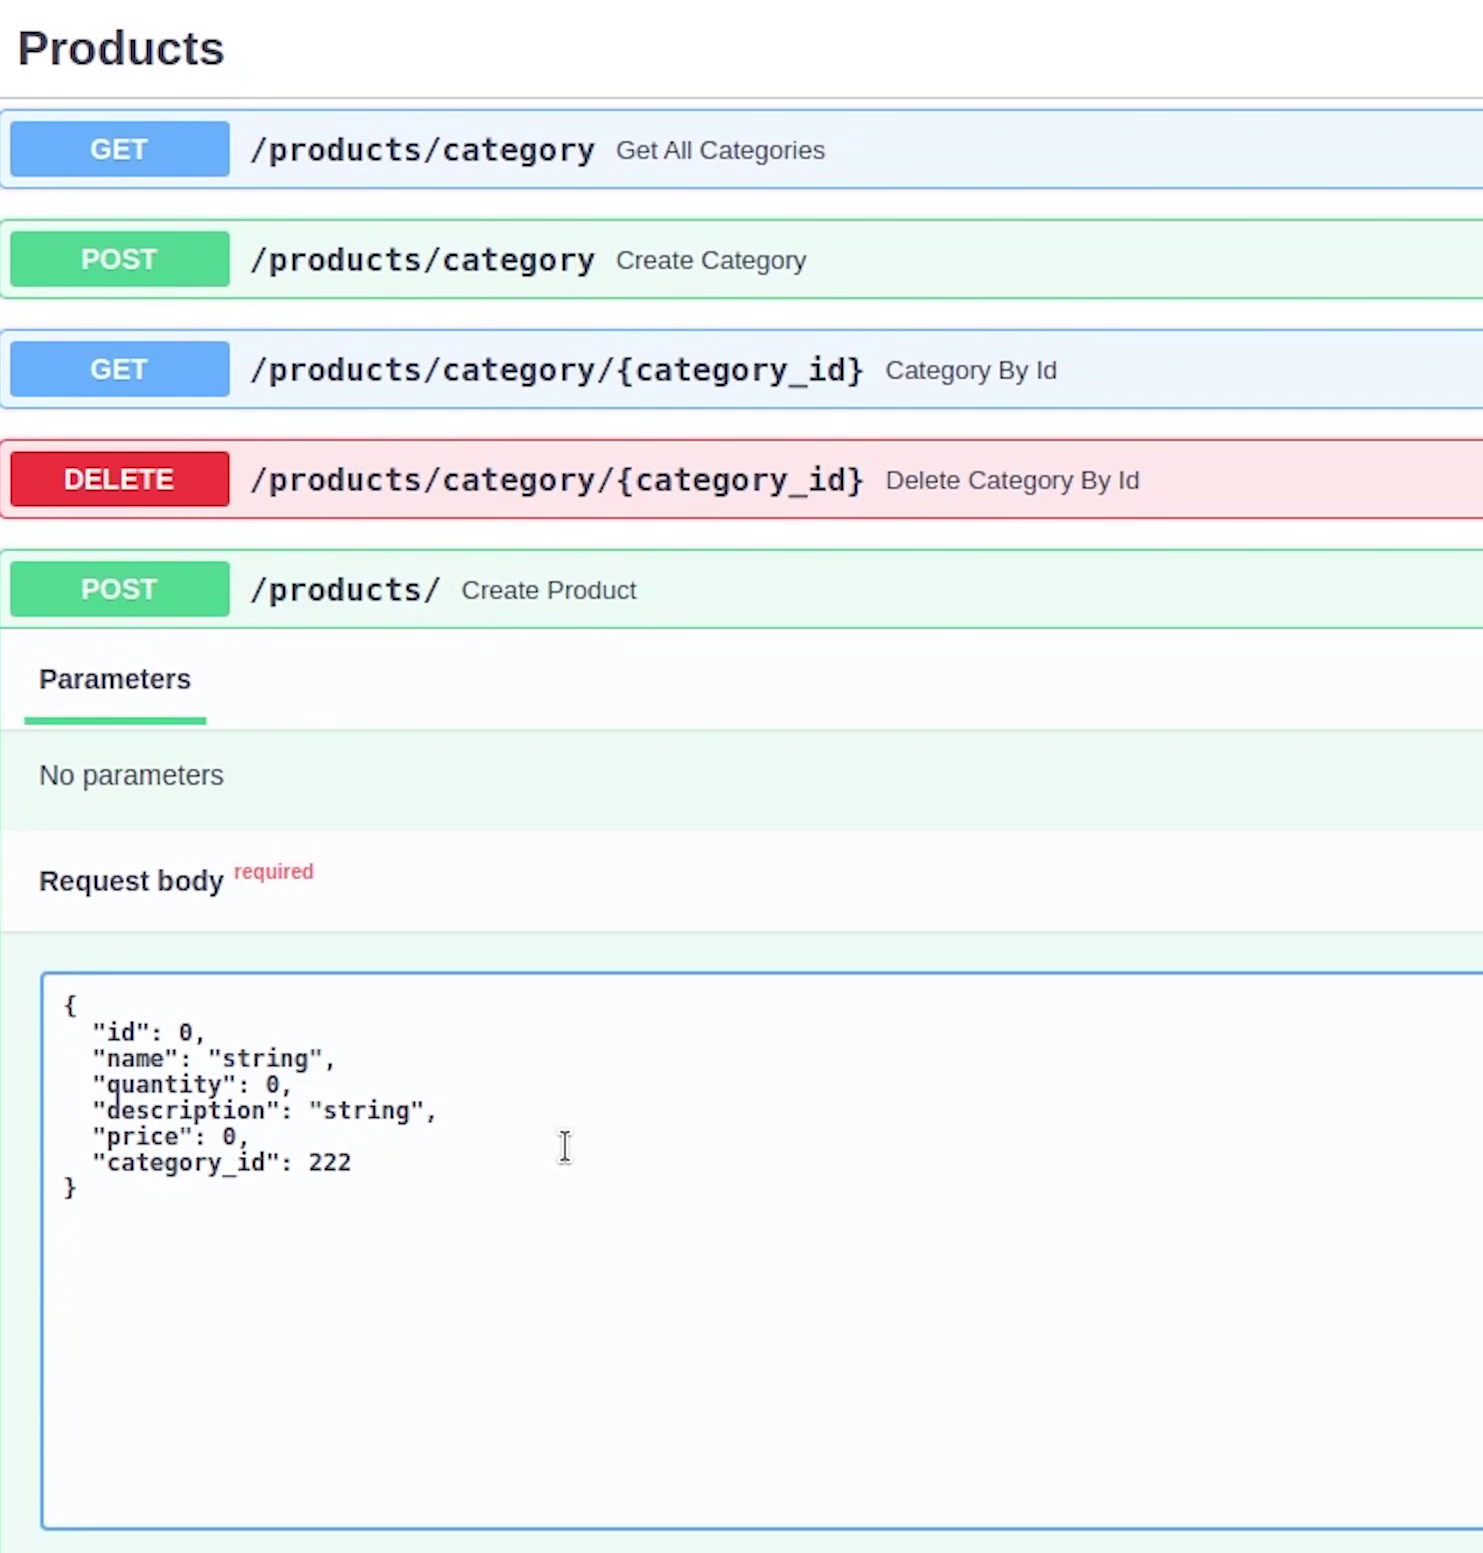 Products
GET /products/category Get All Categories
POST /products/category Create Category
GET /products/category/{category_id} Category By Id
DELETE /products/category/{category_id} Delete Category By Id
POST /products/ Create Product
Parameters
No parameters
Request body required
{
  "id": 0,
  "name": "string",
  "quantity": 0,
  "description": "string",
  "price": 0,
  "category_id": 222
}